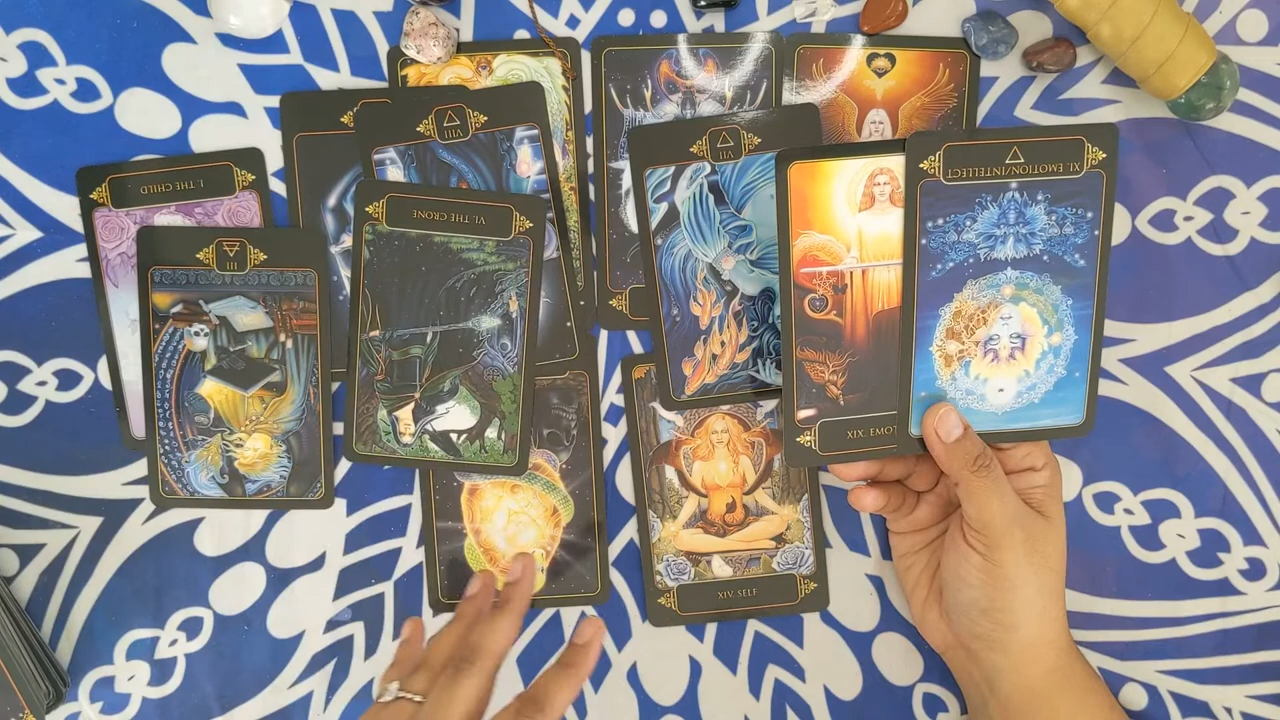 VIII
VII
XI. EMOTION/INTELLECT
I. THE CHILD
VI. THE CRONE
III
XIX. EMOT
XIV. SELF